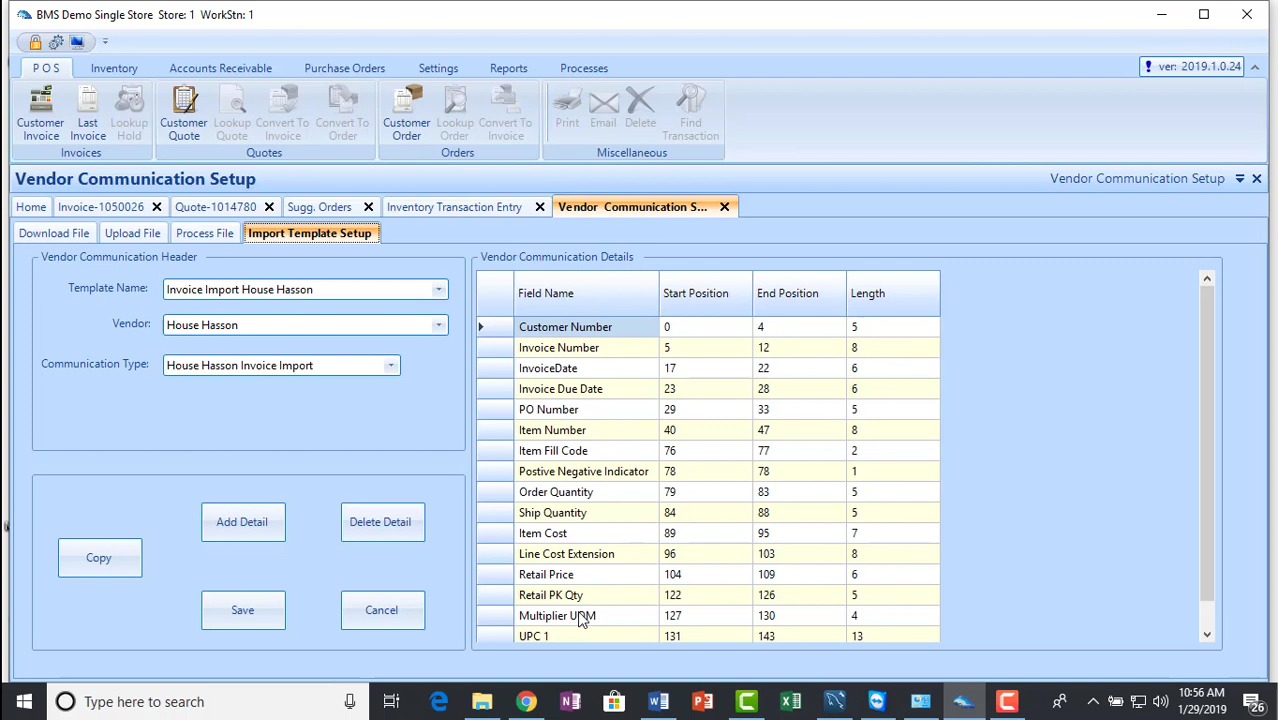 BMS Demo Single Store Store: 1 WorkStn: 1
P O S Inventory Accounts Receivable Purchase Orders Settings Reports Processes ver: 2019.1.0.24
Customer Invoice Last Invoice Lookup Hold Customer Quote Lookup Quote Convert To Invoice Convert To Order Customer Order Lookup Order Convert To Invoice Print Email Delete Find Transaction
Invoices Quotes Orders Miscellaneous
Vendor Communication Setup Vendor Communication Setup
Home Invoice-1050026 Quote-1014780 Sugg. Orders Inventory Transaction Entry Vendor Communication S...
Download File Upload File Process File Import Template Setup
Vendor Communication Header
Template Name: Invoice Import House Hasson
Vendor: House Hasson
Communication Type: House Hasson Invoice Import
Add Detail Delete Detail
Copy
Save Cancel
Vendor Communication Details
Field Name Start Position End Position Length
Customer Number 0 4 5
Invoice Number 5 12 8
InvoiceDate 17 22 6
Invoice Due Date 23 28 6
PO Number 29 33 5
Item Number 40 47 8
Item Fill Code 76 77 2
Postive Negative Indicator 78 78 1
Order Quantity 79 83 5
Ship Quantity 84 88 5
Item Cost 89 95 7
Line Cost Extension 96 103 8
Retail Price 104 109 6
Retail PK Qty 122 126 5
Multiplier UOM 127 130 4
UPC 1 131 143 13
Type here to search
10:56 AM
1/29/2019
26